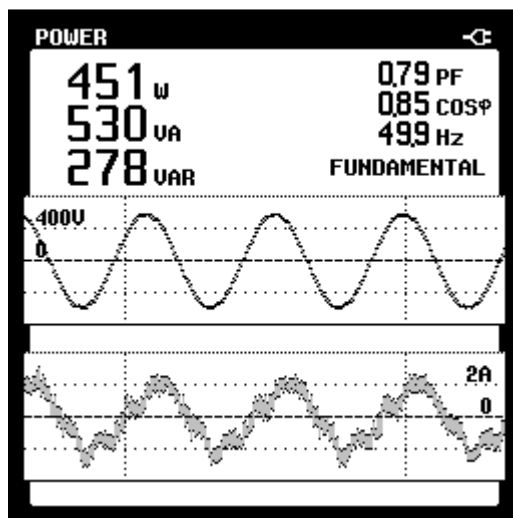 POWER
451 W
0,79 PF
530 VA
0,85 COSφ
278 VAR
49,9 Hz
FUNDAMENTAL
400V
0
2A
0